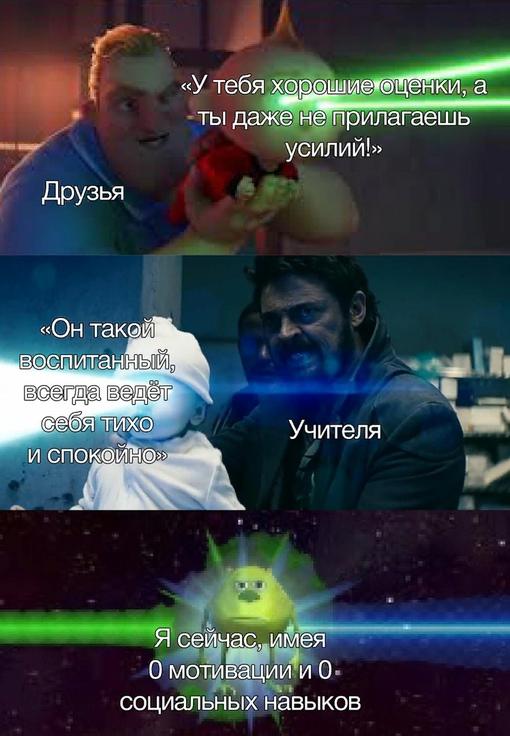 «У тебя хорошие оценки, а
ты даже не прилагаешь
усилий!»
Друзья
«Он такой
воспитанный,
всегда ведёт
себя тихо
и спокойно»
Учителя
Я сейчас, имея
0 мотивации и 0
социальных навыков